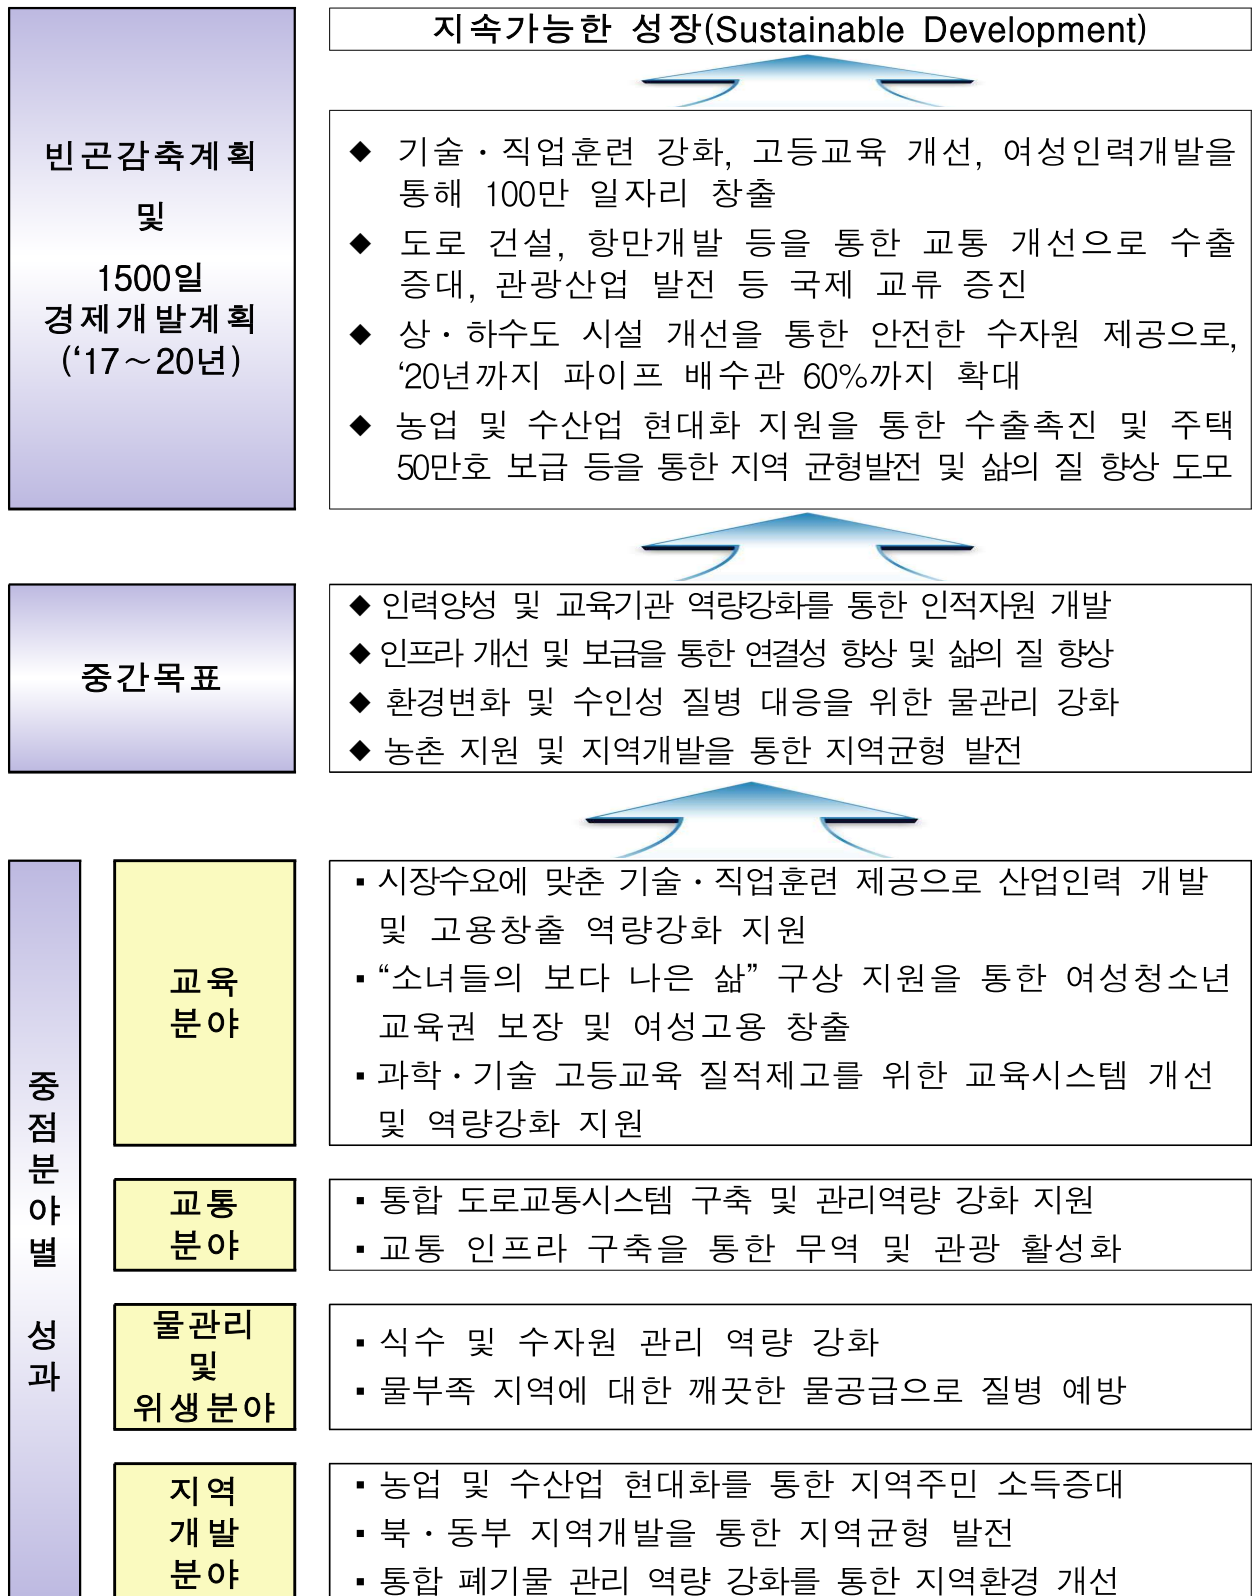 지속가능한 성장(Sustainable Development)
빈곤감축계획
및
1500일
경제개발계획
(‘17～20년)
◆ 기술・직업훈련 강화, 고등교육 개선, 여성인력개발을
통해 100만 일자리 창출
◆ 도로 건설, 항만개발 등을 통한 교통 개선으로 수출
증대, 관광산업 발전 등 국제 교류 증진
◆ 상・하수도 시설 개선을 통한 안전한 수자원 제공으로,
‘20년까지 파이프 배수관 60%까지 확대
◆ 농업 및 수산업 현대화 지원을 통한 수출촉진 및 주택
50만호 보급 등을 통한 지역 균형발전 및 삶의 질 향상 도모
중간목표
◆ 인력양성 및 교육기관 역량강화를 통한 인적자원 개발
◆ 인프라 개선 및 보급을 통한 연결성 향상 및 삶의 질 향상
◆ 환경변화 및 수인성 질병 대응을 위한 물관리 강화
◆ 농촌 지원 및 지역개발을 통한 지역균형 발전
중점분야별 성과
교육
분야
▪ 시장수요에 맞춘 기술・직업훈련 제공으로 산업인력 개발
및 고용창출 역량강화 지원
▪ “소녀들의 보다 나은 삶” 구상 지원을 통한 여성청소년
교육권 보장 및 여성고용 창출
▪ 과학・기술 고등교육 질적제고를 위한 교육시스템 개선
및 역량강화 지원
교통
분야
▪ 통합 도로교통시스템 구축 및 관리역량 강화 지원
▪ 교통 인프라 구축을 통한 무역 및 관광 활성화
물관리
및
위생분야
▪ 식수 및 수자원 관리 역량 강화
▪ 물부족 지역에 대한 깨끗한 물공급으로 질병 예방
지역
개발
분야
▪ 농업 및 수산업 현대화를 통한 지역주민 소득증대
▪ 북・동부 지역개발을 통한 지역균형 발전
▪ 통합 폐기물 관리 역량 강화를 통한 지역환경 개선